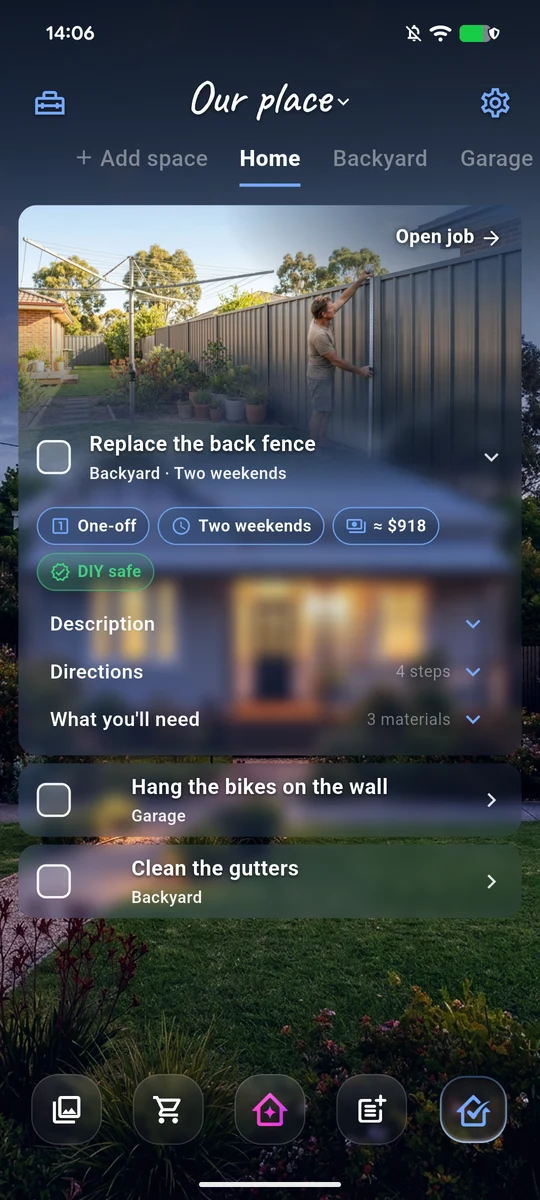 14:06
Our place
+ Add space Home Backyard Garage
Open job →
Replace the back fence
Backyard · Two weekends
One-off Two weekends ≈ $918
DIY safe
Description
Directions 4 steps
What you'll need 3 materials
Hang the bikes on the wall
Garage
Clean the gutters
Backyard